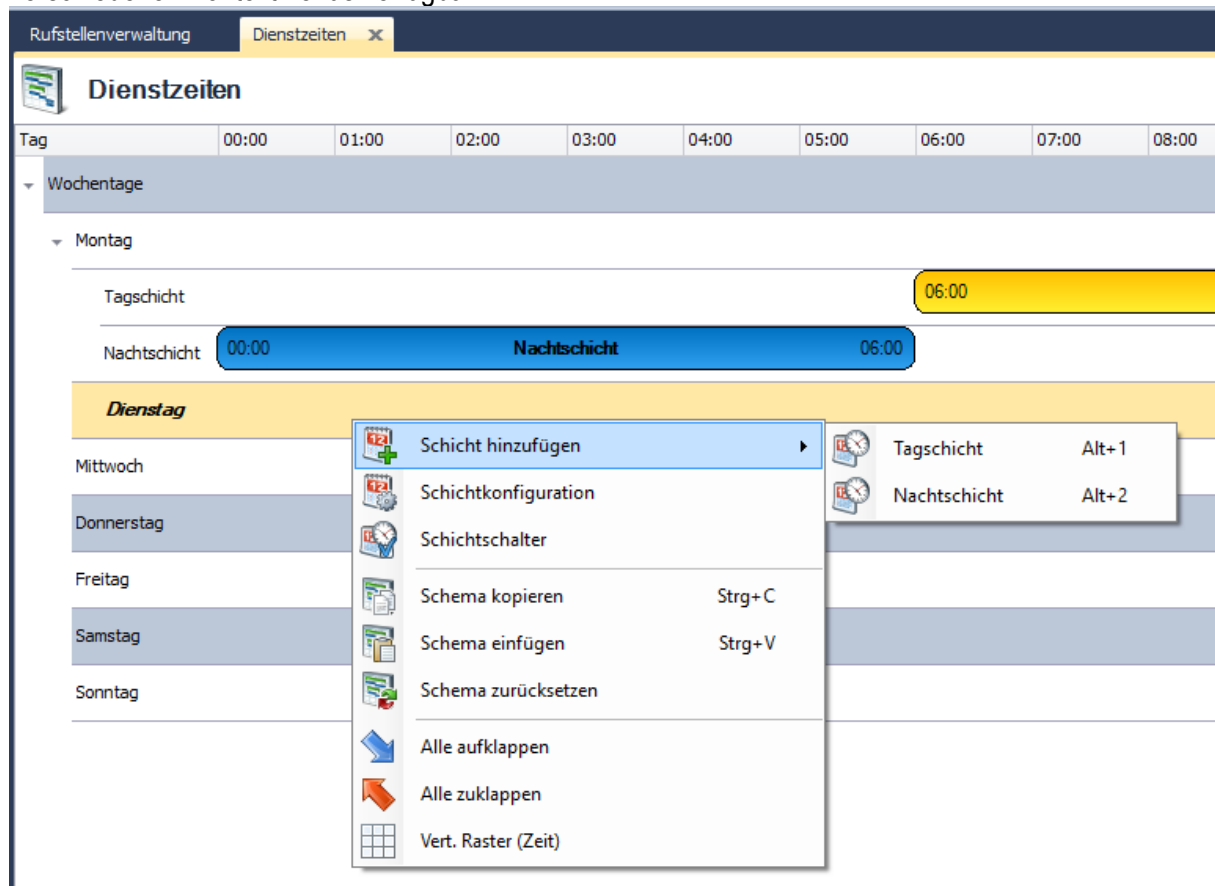 Rufstellenverwaltung Dienstzeiten
Dienstzeiten
Tag 00:00 01:00 02:00 03:00 04:00 05:00 06:00 07:00 08:00
Wochentage
Montag
Tagschicht 06:00
Nachtschicht 00:00 Nachtschicht 06:00
Dienstag
Mittwoch
Donnerstag
Freitag
Samstag
Sonntag
Schicht hinzufügen
Schichtkonfiguration
Schichtschalter
Schema kopieren Strg+C
Schema einfügen Strg+V
Schema zurücksetzen
Alle aufklappen
Alle zuklappen
Vert. Raster (Zeit)
Tagschicht Alt+1
Nachtschicht Alt+2